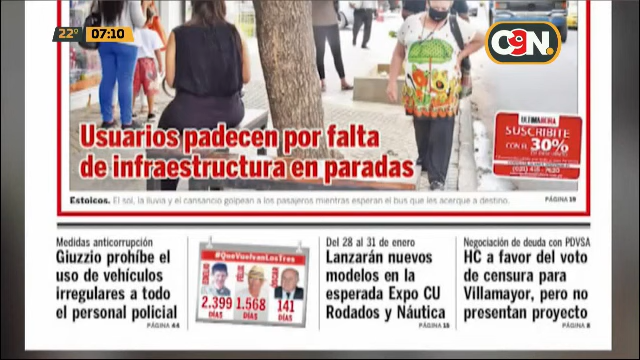 22°
07:10
C9N.
Usuarios padecen por falta
de infraestructura en paradas
ULTIMAHORA
SUSCRIBITE
CON EL 30%
Estoicos. El sol, la lluvia y el cansancio golpean a los pasajeros mientras esperan el bus que les acerque a destino.
PÁGINA 19
Medidas anticorrupción
Giuzzio prohíbe el
uso de vehículos
irregulares a todo
el personal policial
PÁGINA 44
#QueVuelvanLosTres
EDELIO
FÉLIX
ÓSCAR
2.399
DÍAS
1.568
DÍAS
141
DÍAS
Del 28 al 31 de enero
Lanzarán nuevos
modelos en la
esperada Expo CU
Rodados y Náutica
PÁGINA 16
Negociación de deuda con PDVSA
HC a favor del voto
de censura para
Villamayor, pero no
presentan proyecto
PÁGINA 8